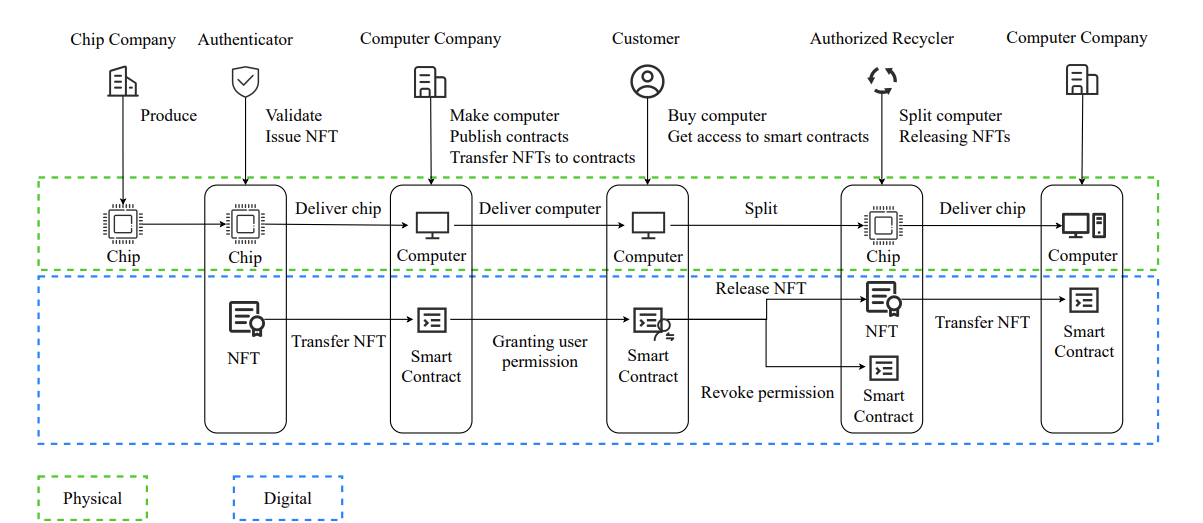 Chip Company
Authenticator
Computer Company
Customer
Authorized Recycler
Computer Company
Produce
Validate
Issue NFT
Make computer
Publish contracts
Transfer NFTs to contracts
Buy computer
Get access to smart contracts
Split computer
Releasing NFTs
Deliver chip
Deliver computer
Split
Deliver chip
Chip
Chip
Computer
Computer
Chip
Computer
Release NFT
Transfer NFT
Granting user
permission
NFT
Transfer NFT
NFT
Smart
Contract
Smart
Contract
Smart
Contract
Revoke permission
Smart
Contract
Physical
Digital